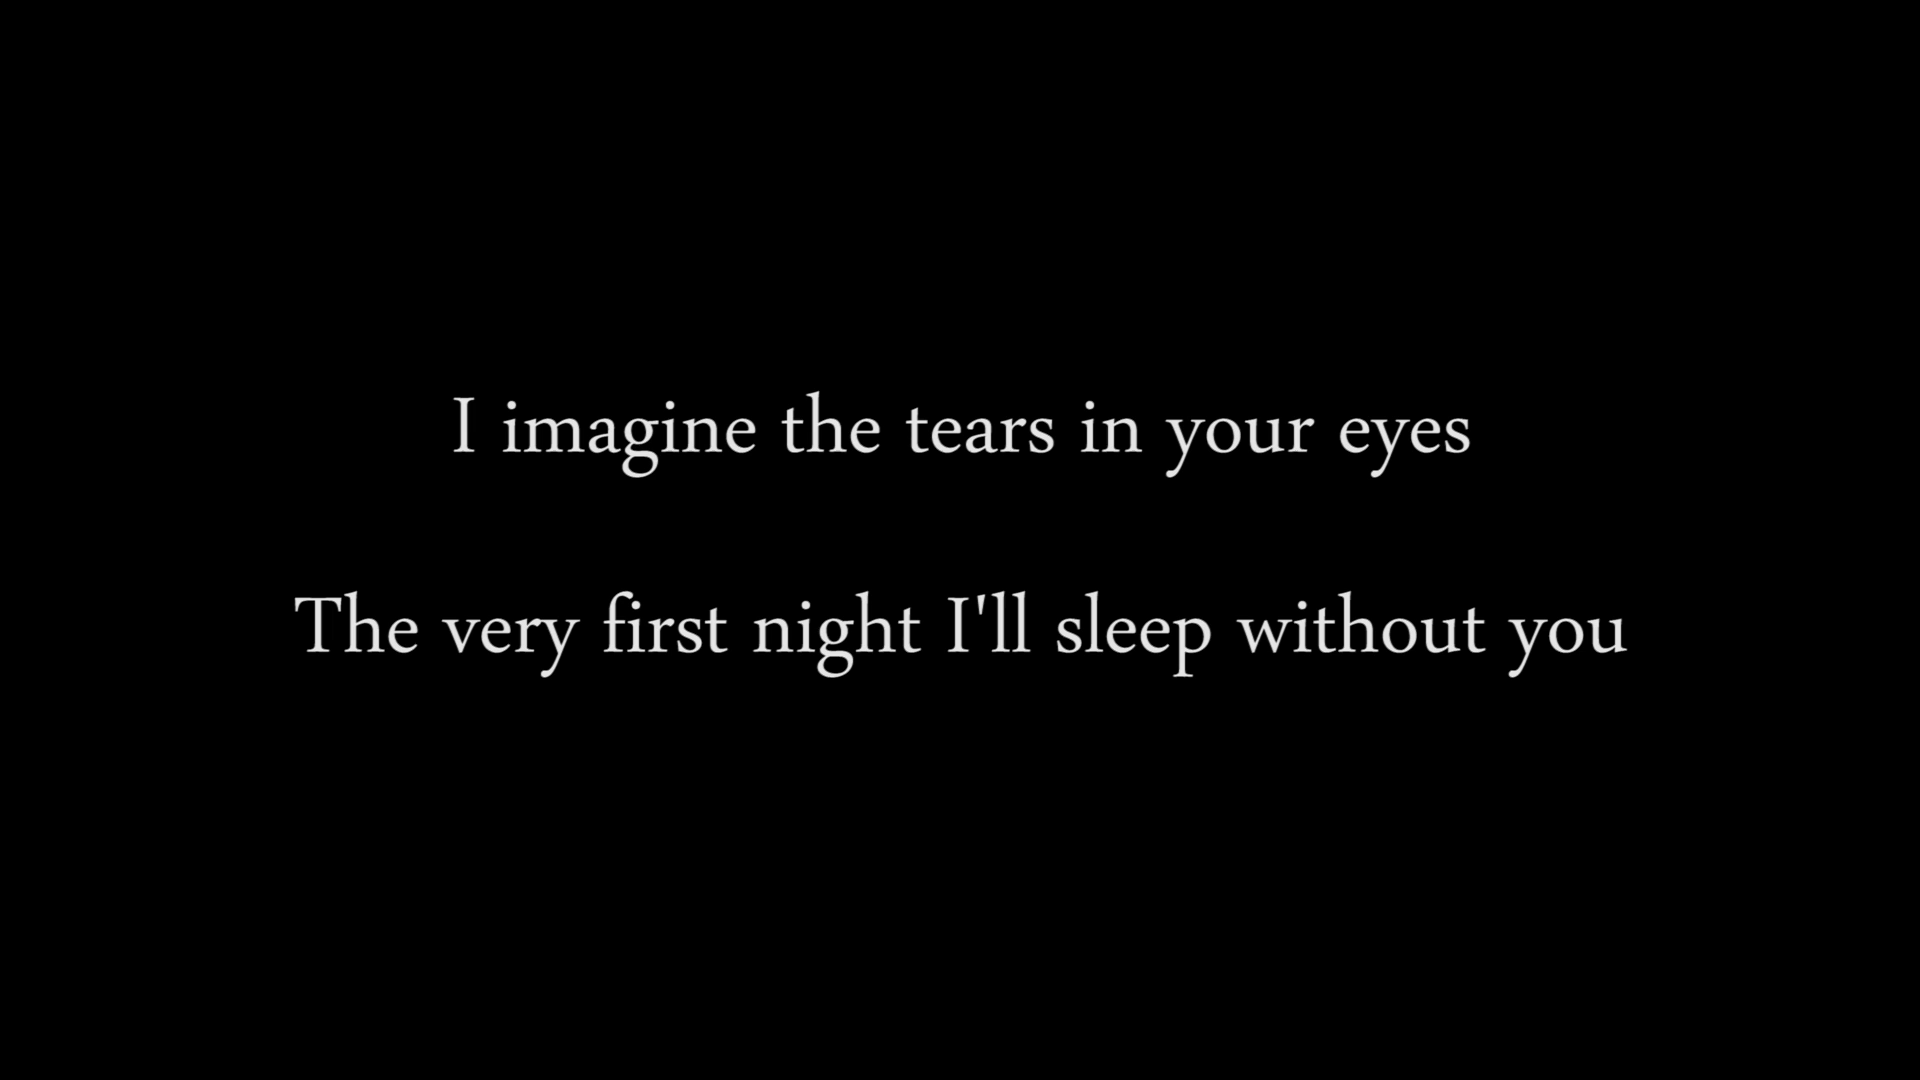 I imagine the tears in your eyes
The very first night I'll sleep without you